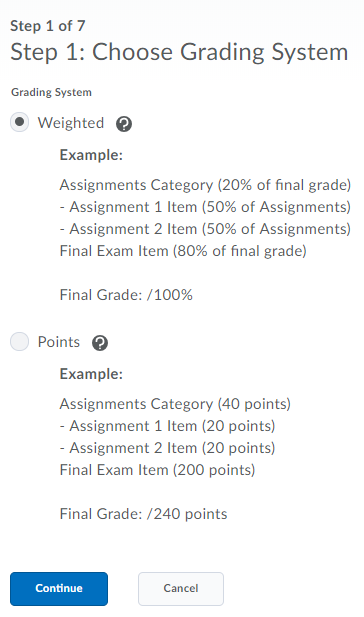 Step 1 of 7
Step 1: Choose Grading System
Grading System
Weighted ?
Example:
Assignments Category (20% of final grade)
- Assignment 1 Item (50% of Assignments)
- Assignment 2 Item (50% of Assignments)
Final Exam Item (80% of final grade)
Final Grade: /100%
Points ?
Example:
Assignments Category (40 points)
- Assignment 1 Item (20 points)
- Assignment 2 Item (20 points)
Final Exam Item (200 points)
Final Grade: /240 points
Continue Cancel